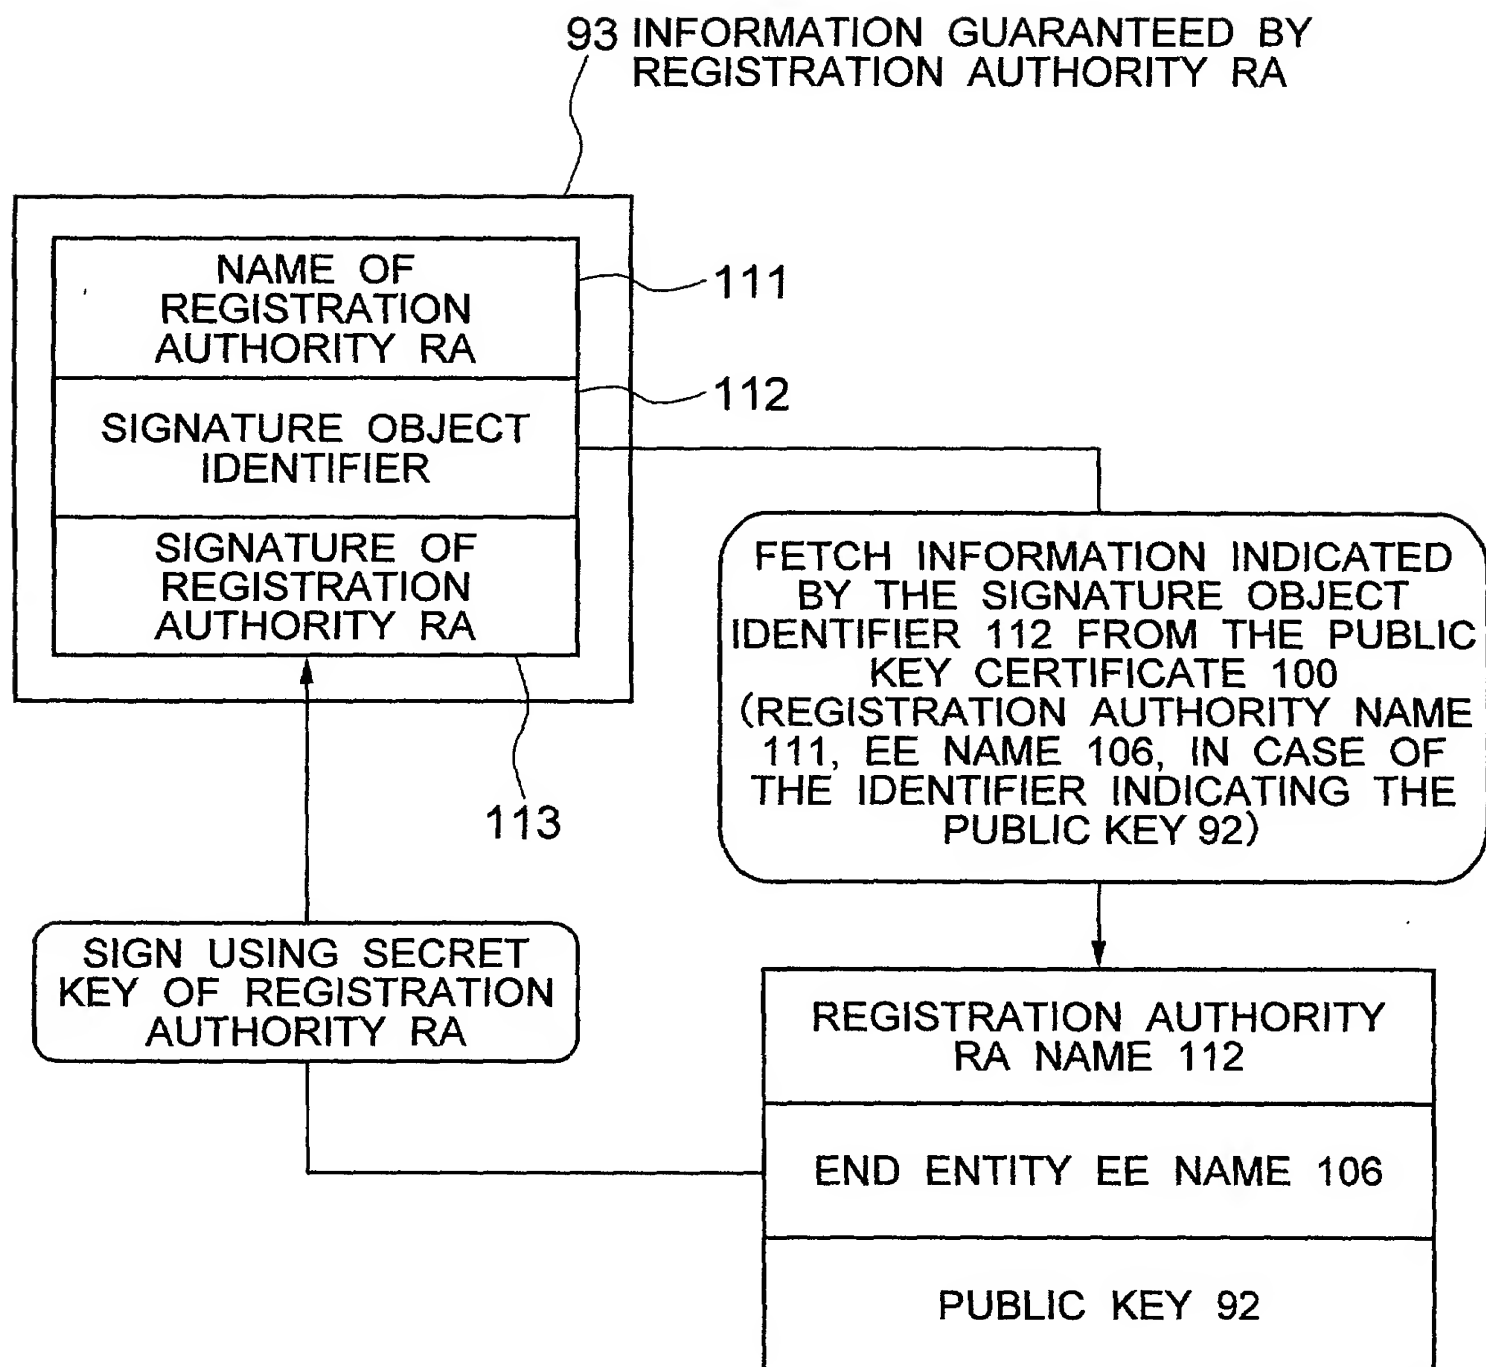 93 INFORMATION GUARANTEED BY
REGISTRATION AUTHORITY RA
NAME OF
REGISTRATION
AUTHORITY RA
111
112
SIGNATURE OBJECT
IDENTIFIER
SIGNATURE OF
REGISTRATION
AUTHORITY RA
113
FETCH INFORMATION INDICATED
BY THE SIGNATURE OBJECT
IDENTIFIER 112 FROM THE PUBLIC
KEY CERTIFICATE 100
(REGISTRATION AUTHORITY NAME
111, EE NAME 106, IN CASE OF
THE IDENTIFIER INDICATING THE
PUBLIC KEY 92)
SIGN USING SECRET
KEY OF REGISTRATION
AUTHORITY RA
REGISTRATION AUTHORITY
RA NAME 112
END ENTITY EE NAME 106
PUBLIC KEY 92